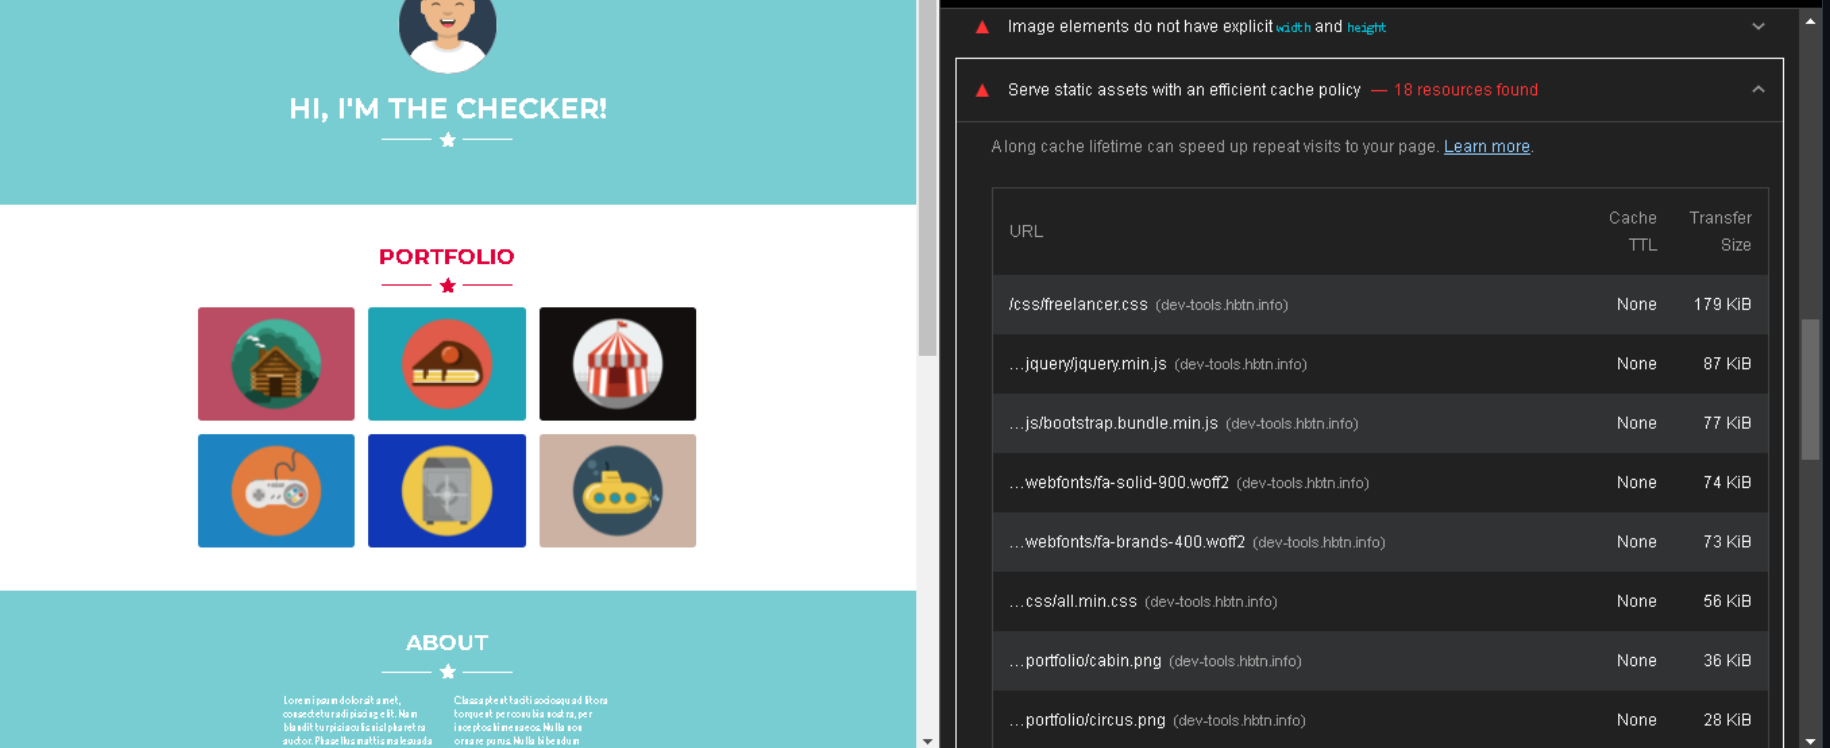 HI, I'M THE CHECKER!
PORTFOLIO
ABOUT
Lorem ipsum dolor sit amet,
consectetur adipiscing elit. Nam
blandit turpis iaculis nisl pharetra
auctor. Phasellus mattis malesuada
Class aptent taciti sociosqu ad litora
torquent per conubia nostra, per
inceptos himenaeos. Nulla non
ornare purus. Nulla bibendum
Image elements do not have explicit width and height
Serve static assets with an efficient cache policy — 18 resources found
A long cache lifetime can speed up repeat visits to your page. Learn more.
URL Cache TTL Transfer Size
/css/freelancer.css (dev-tools.hbtn.info) None 179 KiB
…jquery/jquery.min.js (dev-tools.hbtn.info) None 87 KiB
…js/bootstrap.bundle.min.js (dev-tools.hbtn.info) None 77 KiB
…webfonts/fa-solid-900.woff2 (dev-tools.hbtn.info) None 74 KiB
…webfonts/fa-brands-400.woff2 (dev-tools.hbtn.info) None 73 KiB
…css/all.min.css (dev-tools.hbtn.info) None 56 KiB
…portfolio/cabin.png (dev-tools.hbtn.info) None 36 KiB
…portfolio/circus.png (dev-tools.hbtn.info) None 28 KiB